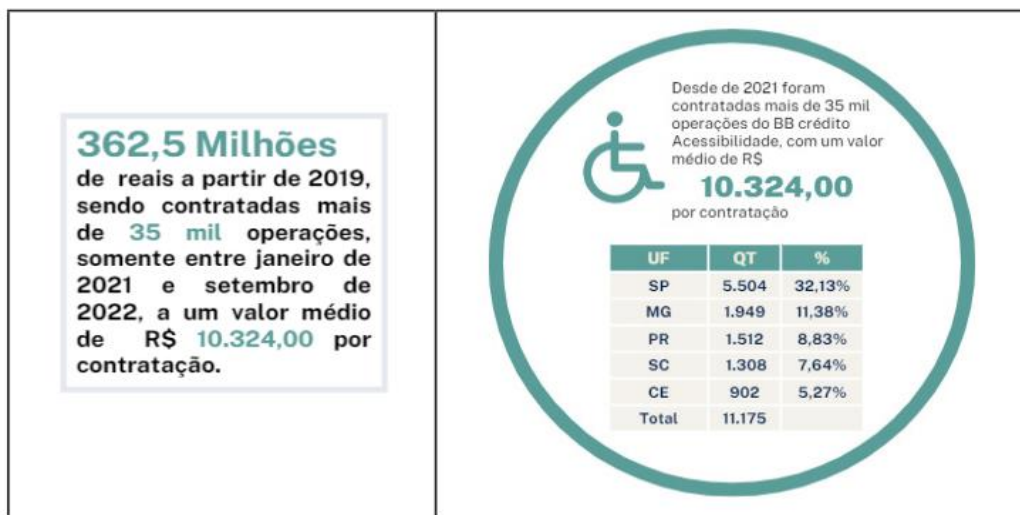 362,5 Milhões
de reais a partir de 2019,
sendo contratadas mais
de 35 mil operações,
somente entre janeiro de
2021 e setembro de
2022, a um valor médio
de R$ 10.324,00 por
contratação.
Desde de 2021 foram
contratadas mais de 35 mil
operações do BB crédito
Acessibilidade, com um valor
médio de R$
10.324,00
por contratação
UF QT %
SP 5.504 32,13%
MG 1.949 11,38%
PR 1.512 8,83%
SC 1.308 7,64%
CE 902 5,27%
Total 11.175